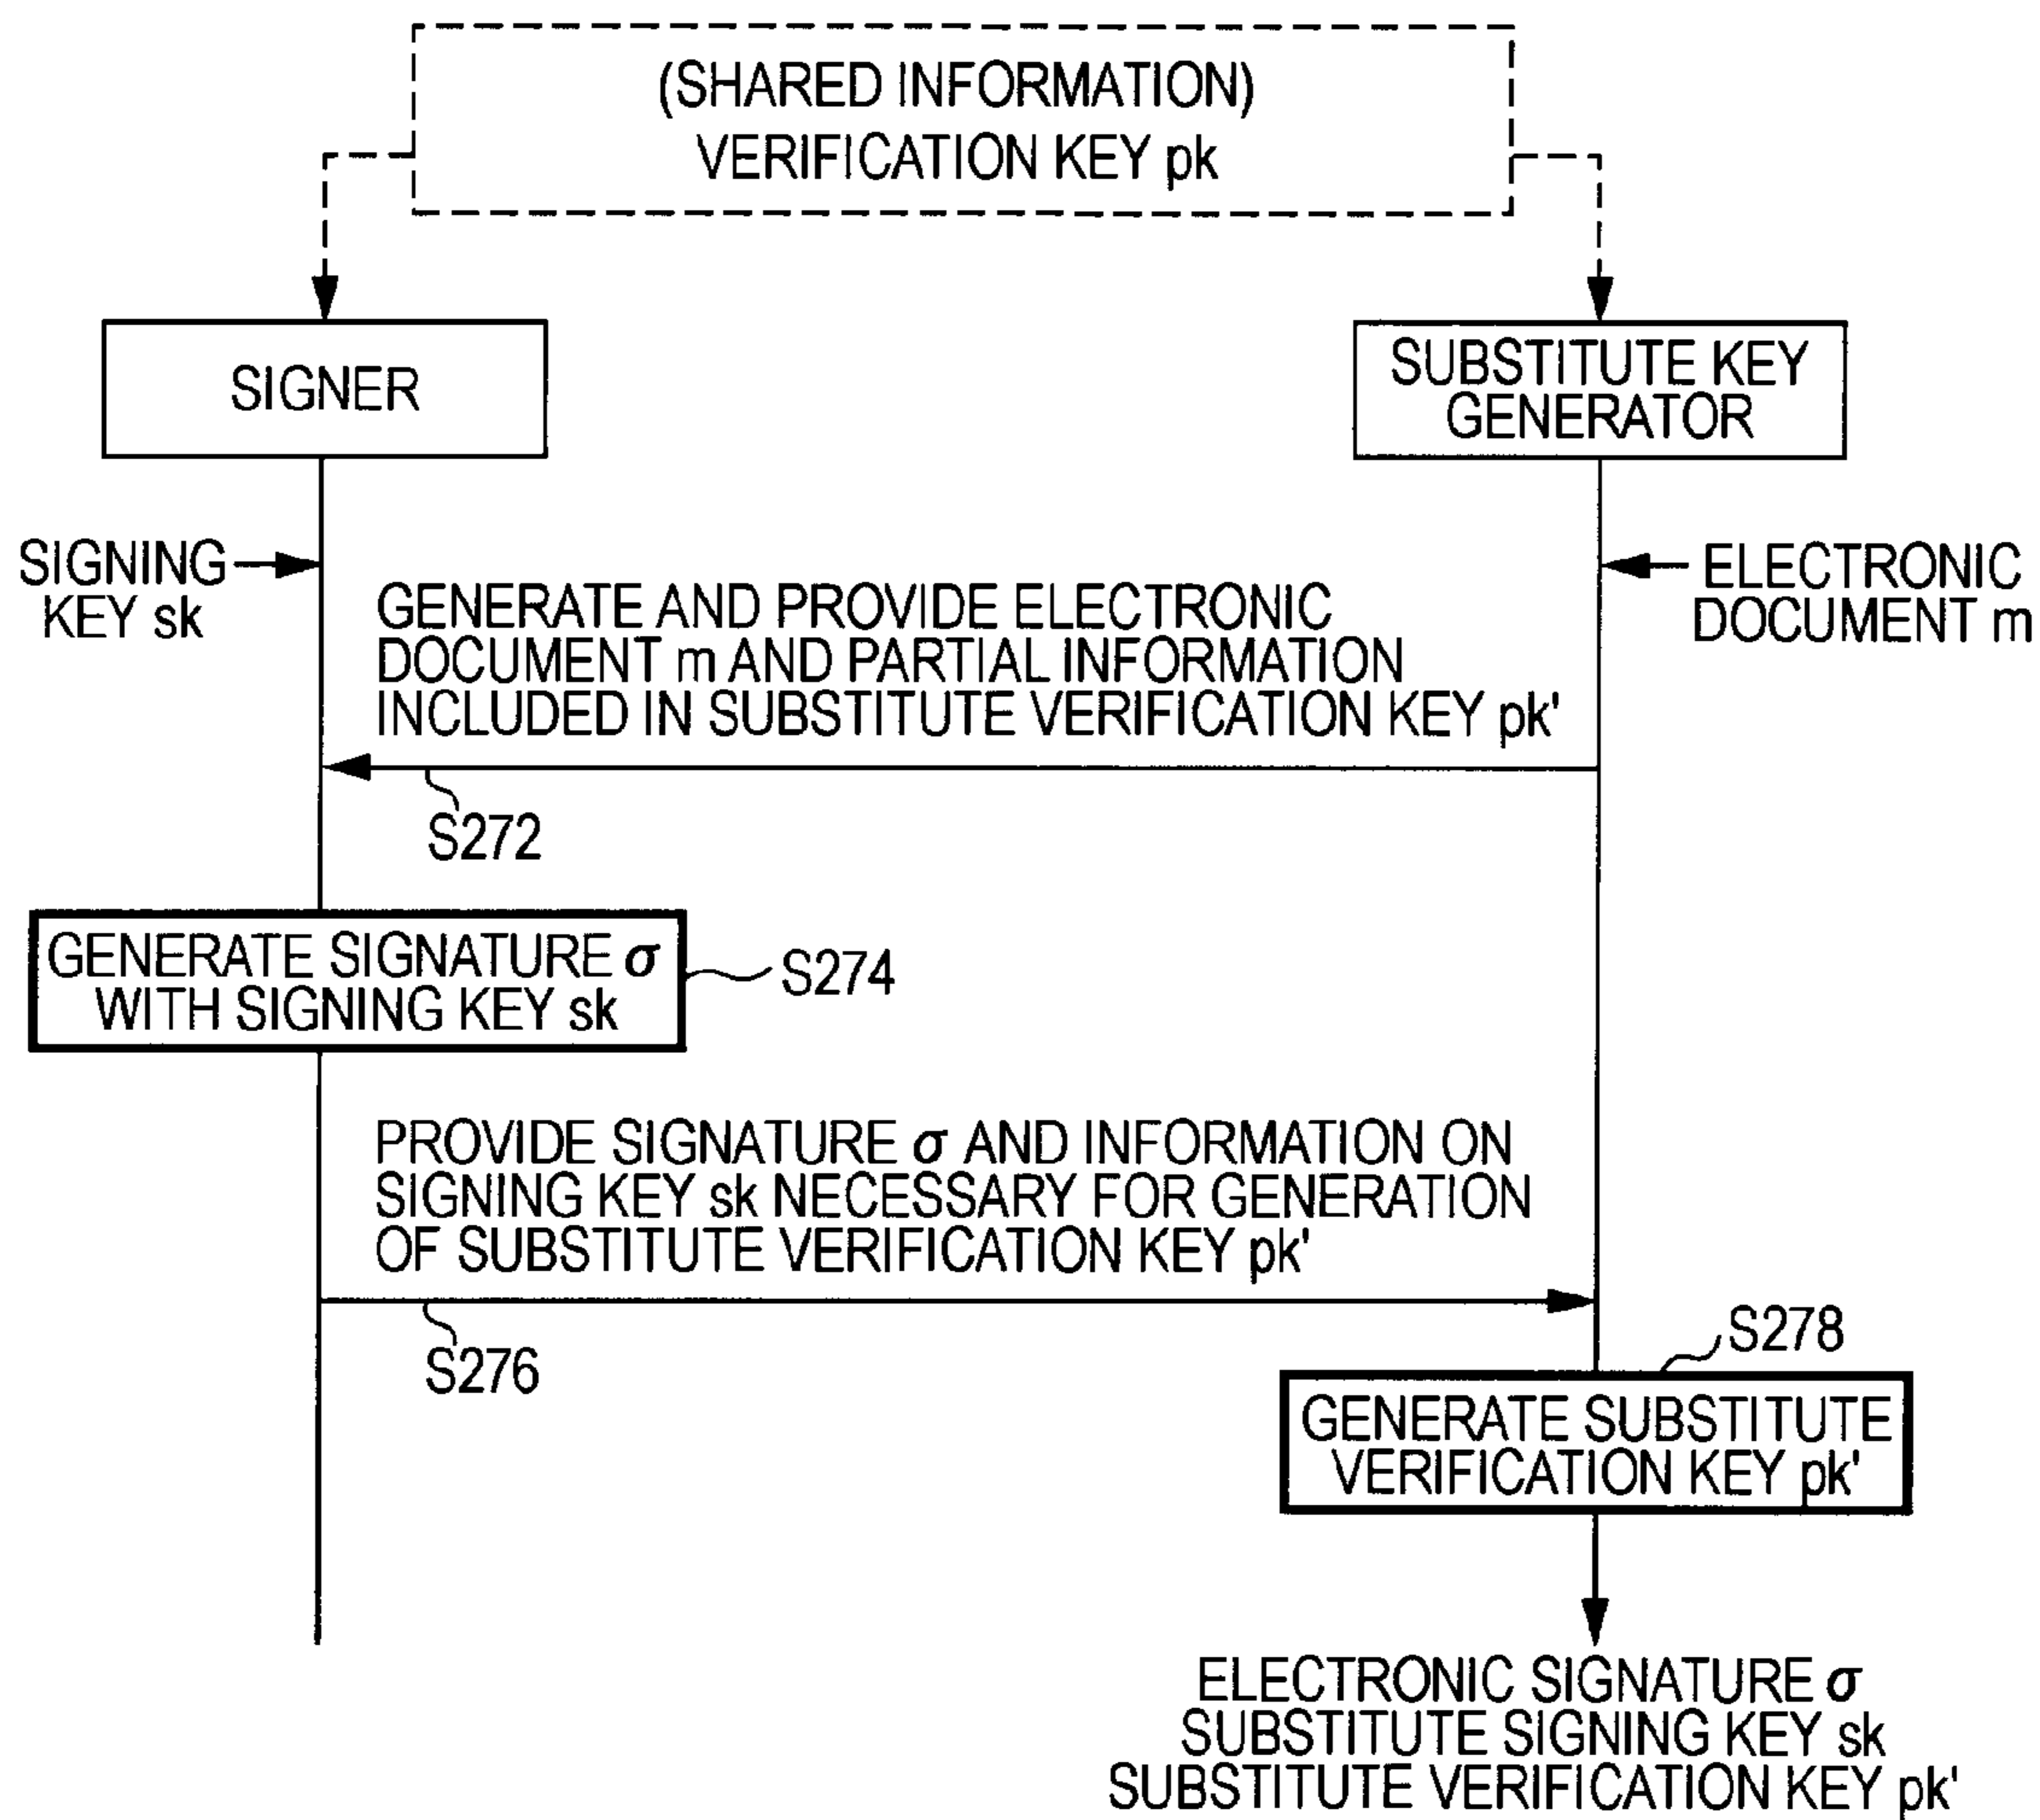 (SHARED INFORMATION)
VERIFICATION KEY pk
SIGNER
SUBSTITUTE KEY
GENERATOR
SIGNING
KEY sk
ELECTRONIC
DOCUMENT m
GENERATE AND PROVIDE ELECTRONIC
DOCUMENT m AND PARTIAL INFORMATION
INCLUDED IN SUBSTITUTE VERIFICATION KEY pk'
S272
GENERATE SIGNATURE σ
WITH SIGNING KEY sk
S274
PROVIDE SIGNATURE σ AND INFORMATION ON
SIGNING KEY sk NECESSARY FOR GENERATION
OF SUBSTITUTE VERIFICATION KEY pk'
S276
S278
GENERATE SUBSTITUTE
VERIFICATION KEY pk'
ELECTRONIC SIGNATURE σ
SUBSTITUTE SIGNING KEY sk
SUBSTITUTE VERIFICATION KEY pk'